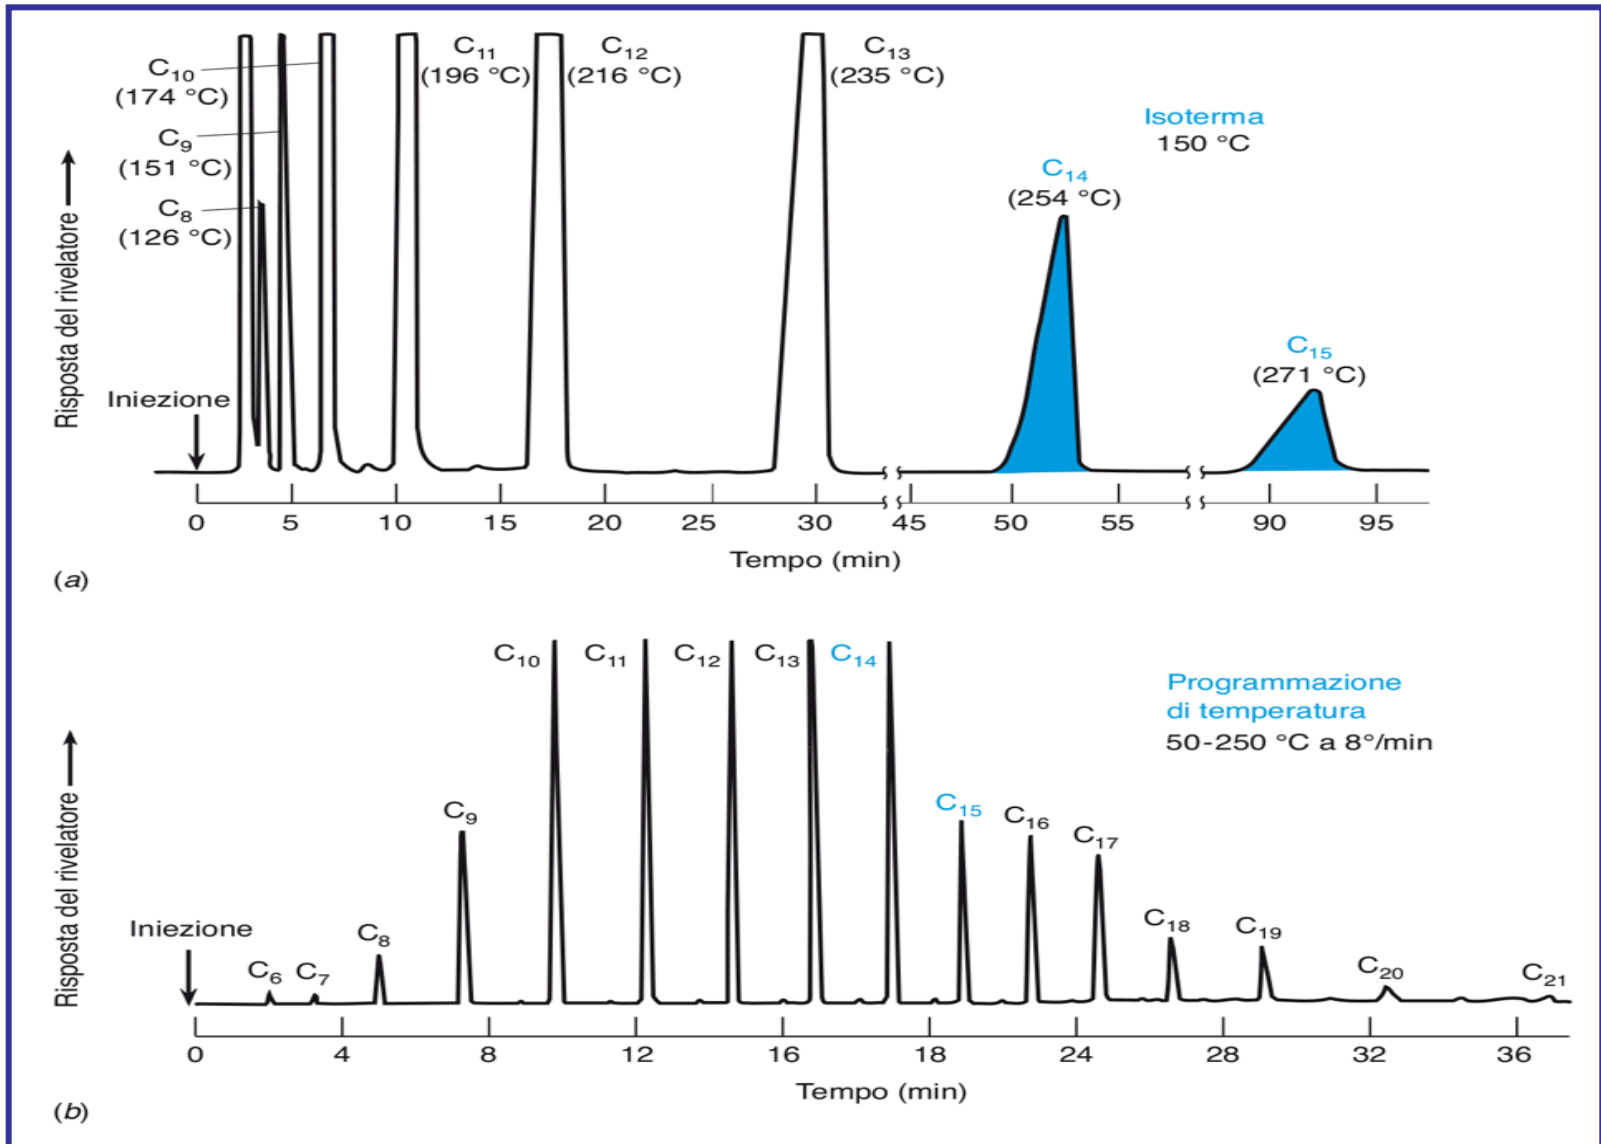 C10
(174 °C)
C9
(151 °C)
C8
(126 °C)
C11
(196 °C)
C12
(216 °C)
C13
(235 °C)
Isoterma
150 °C
C14
(254 °C)
C15
(271 °C)
Risposta del rivelatore
Iniezione
0 5 10 15 20 25 30 45 50 55 90 95
Tempo (min)
(a)
C10 C11 C12 C13 C14
Programmazione
di temperatura
50-250 °C a 8°/min
C9
C15
C16
C17
C8
C18
C19
C6 C7
C20
C21
Risposta del rivelatore
Iniezione
0 4 8 12 16 18 24 28 32 36
Tempo (min)
(b)